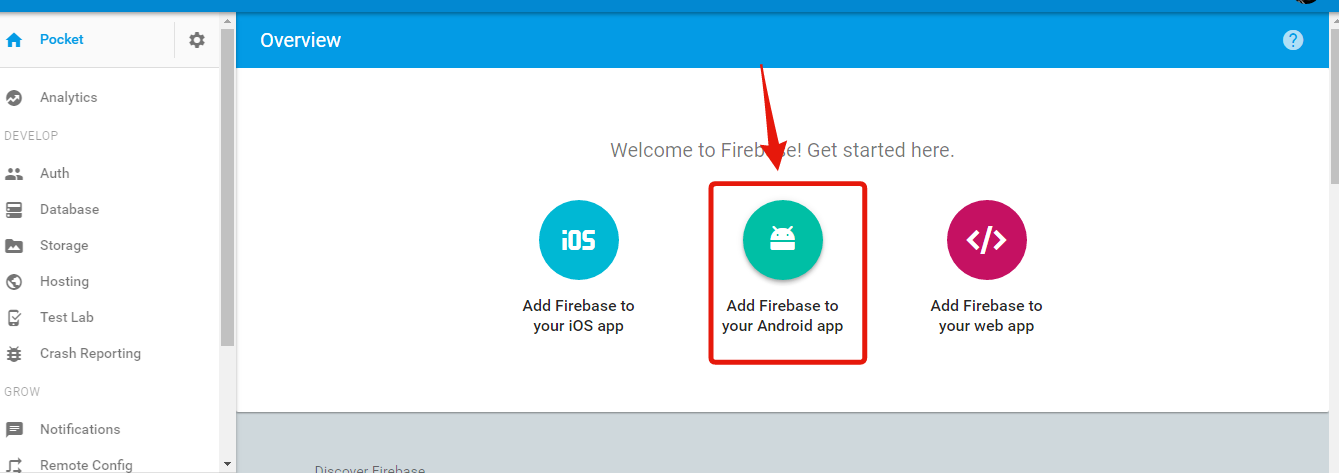 Pocket
Analytics
DEVELOP
Auth
Database
Storage
Hosting
Test Lab
Crash Reporting
GROW
Notifications
Remote Config
Overview
?
Welcome to Firebase! Get started here.
iOS
Add Firebase to
your iOS app
Add Firebase to
your Android app
</>
Add Firebase to
your web app
Discover Firebase